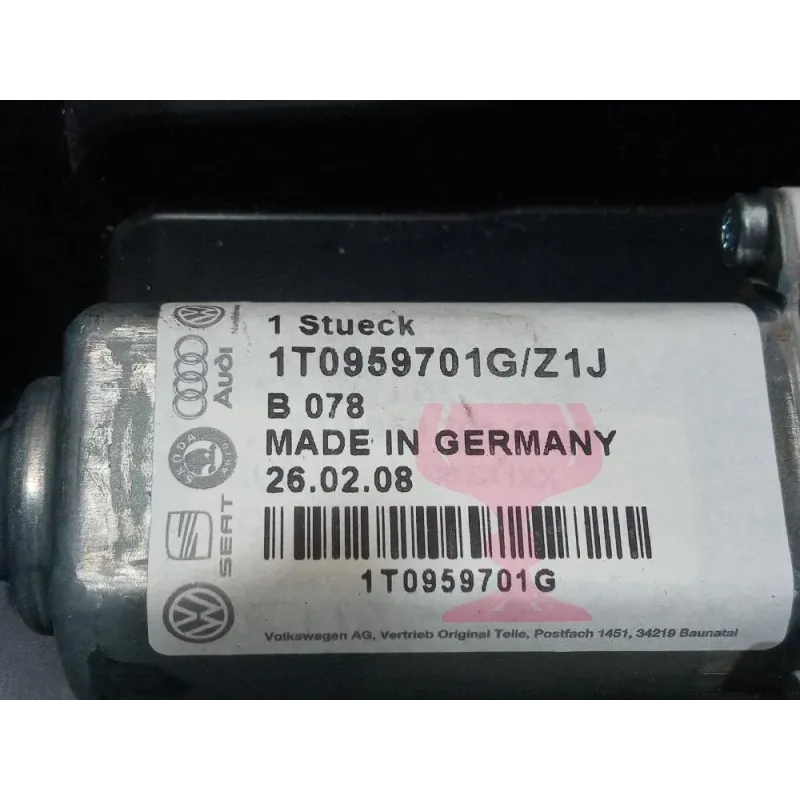 1 Stueck
1T0959701G/Z1J
B 078
MADE IN GERMANY
26.02.08
1T0959701G
Volkswagen AG, Vertrieb Original Teile, Postfach 1451, 34219 Baunatal
Audi
SKODA
SEAT